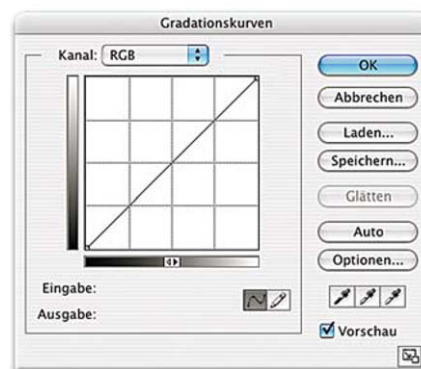 Gradationskurven
Kanal: RGB
OK
Abbrechen
Laden...
Speichern...
Glätten
Auto
Optionen...
Eingabe:
Ausgabe:
Vorschau